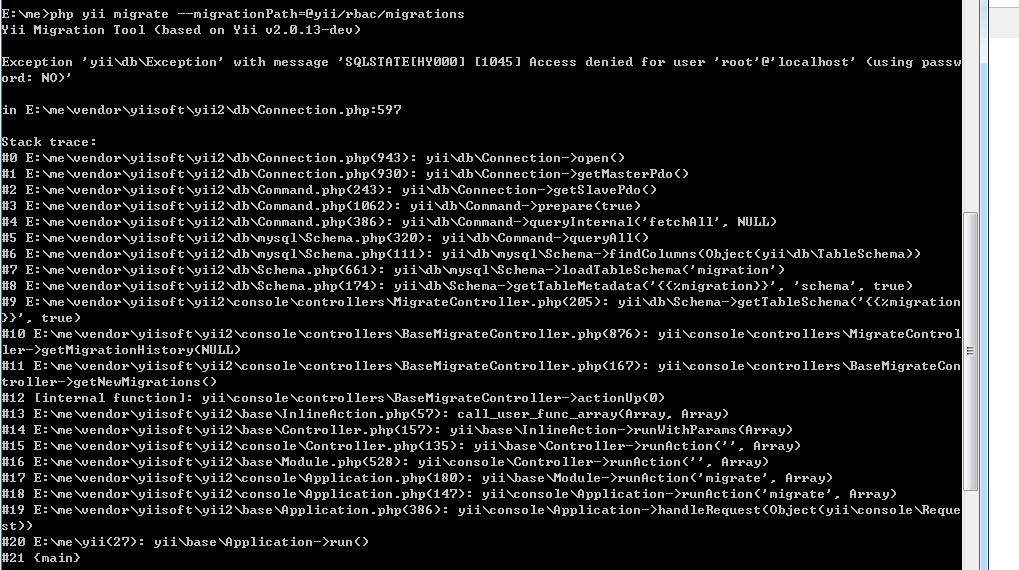 E:\me>php yii migrate --migrationPath=@yii/rbac/migrations
Yii Migration Tool (based on Yii v2.0.13-dev)
Exception 'yii\db\Exception' with message 'SQLSTATE[HY000] [1045] Access denied for user 'root'@'localhost' (using passw
ord: NO)'
in E:\me\vendor\yiisoft\yii2\db\Connection.php:597
Stack trace:
#0 E:\me\vendor\yiisoft\yii2\db\Connection.php(943): yii\db\Connection->open()
#1 E:\me\vendor\yiisoft\yii2\db\Connection.php(930): yii\db\Connection->getMasterPdo()
#2 E:\me\vendor\yiisoft\yii2\db\Command.php(243): yii\db\Connection->getSlavePdo()
#3 E:\me\vendor\yiisoft\yii2\db\Command.php(1062): yii\db\Command->prepare(true)
#4 E:\me\vendor\yiisoft\yii2\db\Command.php(386): yii\db\Command->queryInternal('fetchAll', NULL)
#5 E:\me\vendor\yiisoft\yii2\db\mysql\Schema.php(320): yii\db\Command->queryAll()
#6 E:\me\vendor\yiisoft\yii2\db\mysql\Schema.php(111): yii\db\mysql\Schema->findColumns(Object(yii\db\TableSchema))
#7 E:\me\vendor\yiisoft\yii2\db\Schema.php(661): yii\db\mysql\Schema->loadTableSchema('migration')
#8 E:\me\vendor\yiisoft\yii2\db\Schema.php(174): yii\db\Schema->getTableMetadata('{{%migration}}', 'schema', true)
#9 E:\me\vendor\yiisoft\yii2\console\controllers\MigrateController.php(205): yii\db\Schema->getTableSchema('{{%migration
}}', true)
#10 E:\me\vendor\yiisoft\yii2\console\controllers\BaseMigrateController.php(876): yii\console\controllers\MigrateControl
ler->getMigrationHistory(NULL)
#11 E:\me\vendor\yiisoft\yii2\console\controllers\BaseMigrateController.php(167): yii\console\controllers\BaseMigrateCon
troller->getNewMigrations()
#12 [internal function]: yii\console\controllers\BaseMigrateController->actionUp(0)
#13 E:\me\vendor\yiisoft\yii2\base\InlineAction.php(57): call_user_func_array(Array, Array)
#14 E:\me\vendor\yiisoft\yii2\base\Controller.php(157): yii\base\InlineAction->runWithParams(Array)
#15 E:\me\vendor\yiisoft\yii2\console\Controller.php(135): yii\base\Controller->runAction('', Array)
#16 E:\me\vendor\yiisoft\yii2\base\Module.php(528): yii\console\Controller->runAction('', Array)
#17 E:\me\vendor\yiisoft\yii2\console\Application.php(180): yii\base\Module->runAction('migrate', Array)
#18 E:\me\vendor\yiisoft\yii2\console\Application.php(147): yii\console\Application->runAction('migrate', Array)
#19 E:\me\vendor\yiisoft\yii2\base\Application.php(386): yii\console\Application->handleRequest(Object(yii\console\Reque
st))
#20 E:\me\yii(27): yii\base\Application->run()
#21 {main}